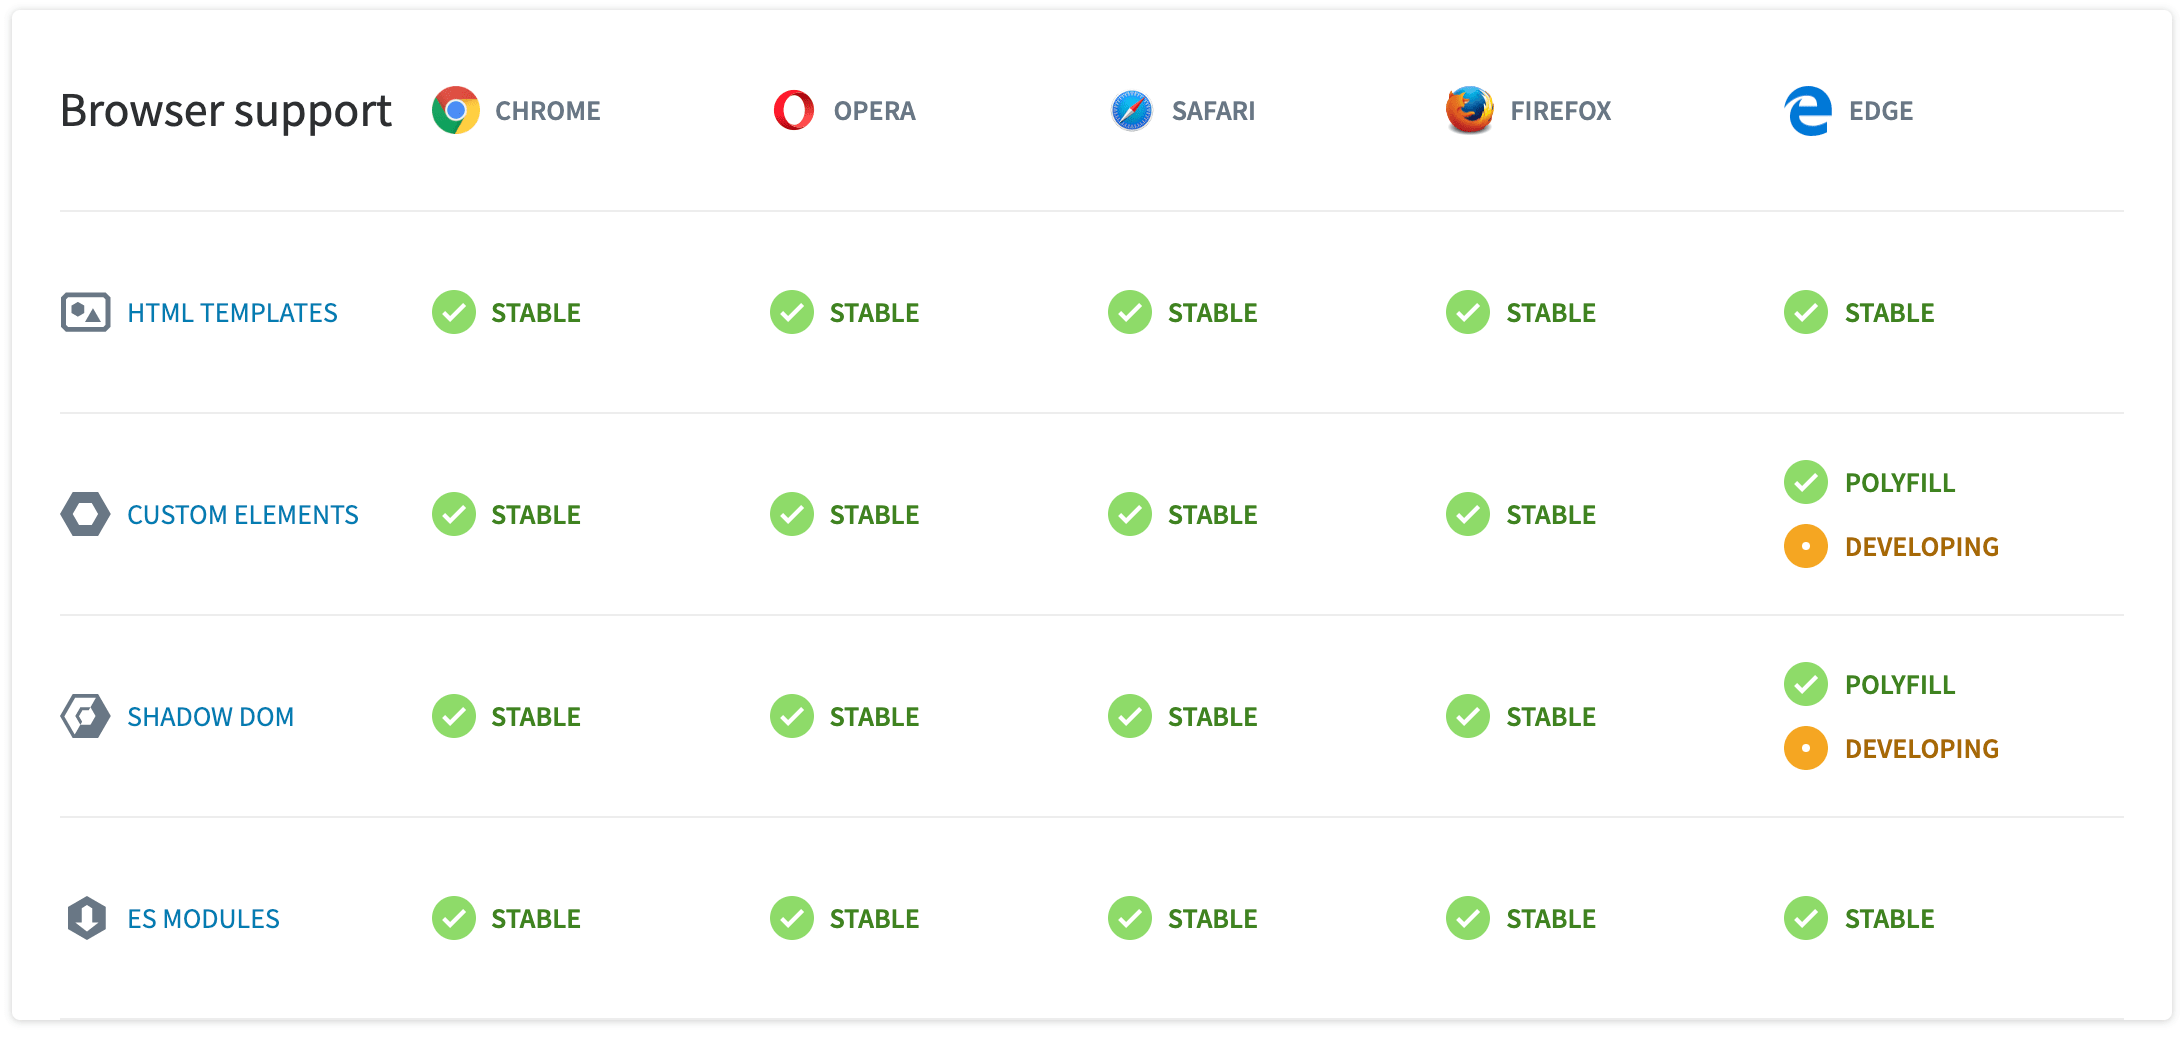 Browser support CHROME OPERA SAFARI FIREFOX EDGE
HTML TEMPLATES STABLE STABLE STABLE STABLE STABLE
CUSTOM ELEMENTS STABLE STABLE STABLE STABLE POLYFILL
DEVELOPING
SHADOW DOM STABLE STABLE STABLE STABLE POLYFILL
DEVELOPING
ES MODULES STABLE STABLE STABLE STABLE STABLE